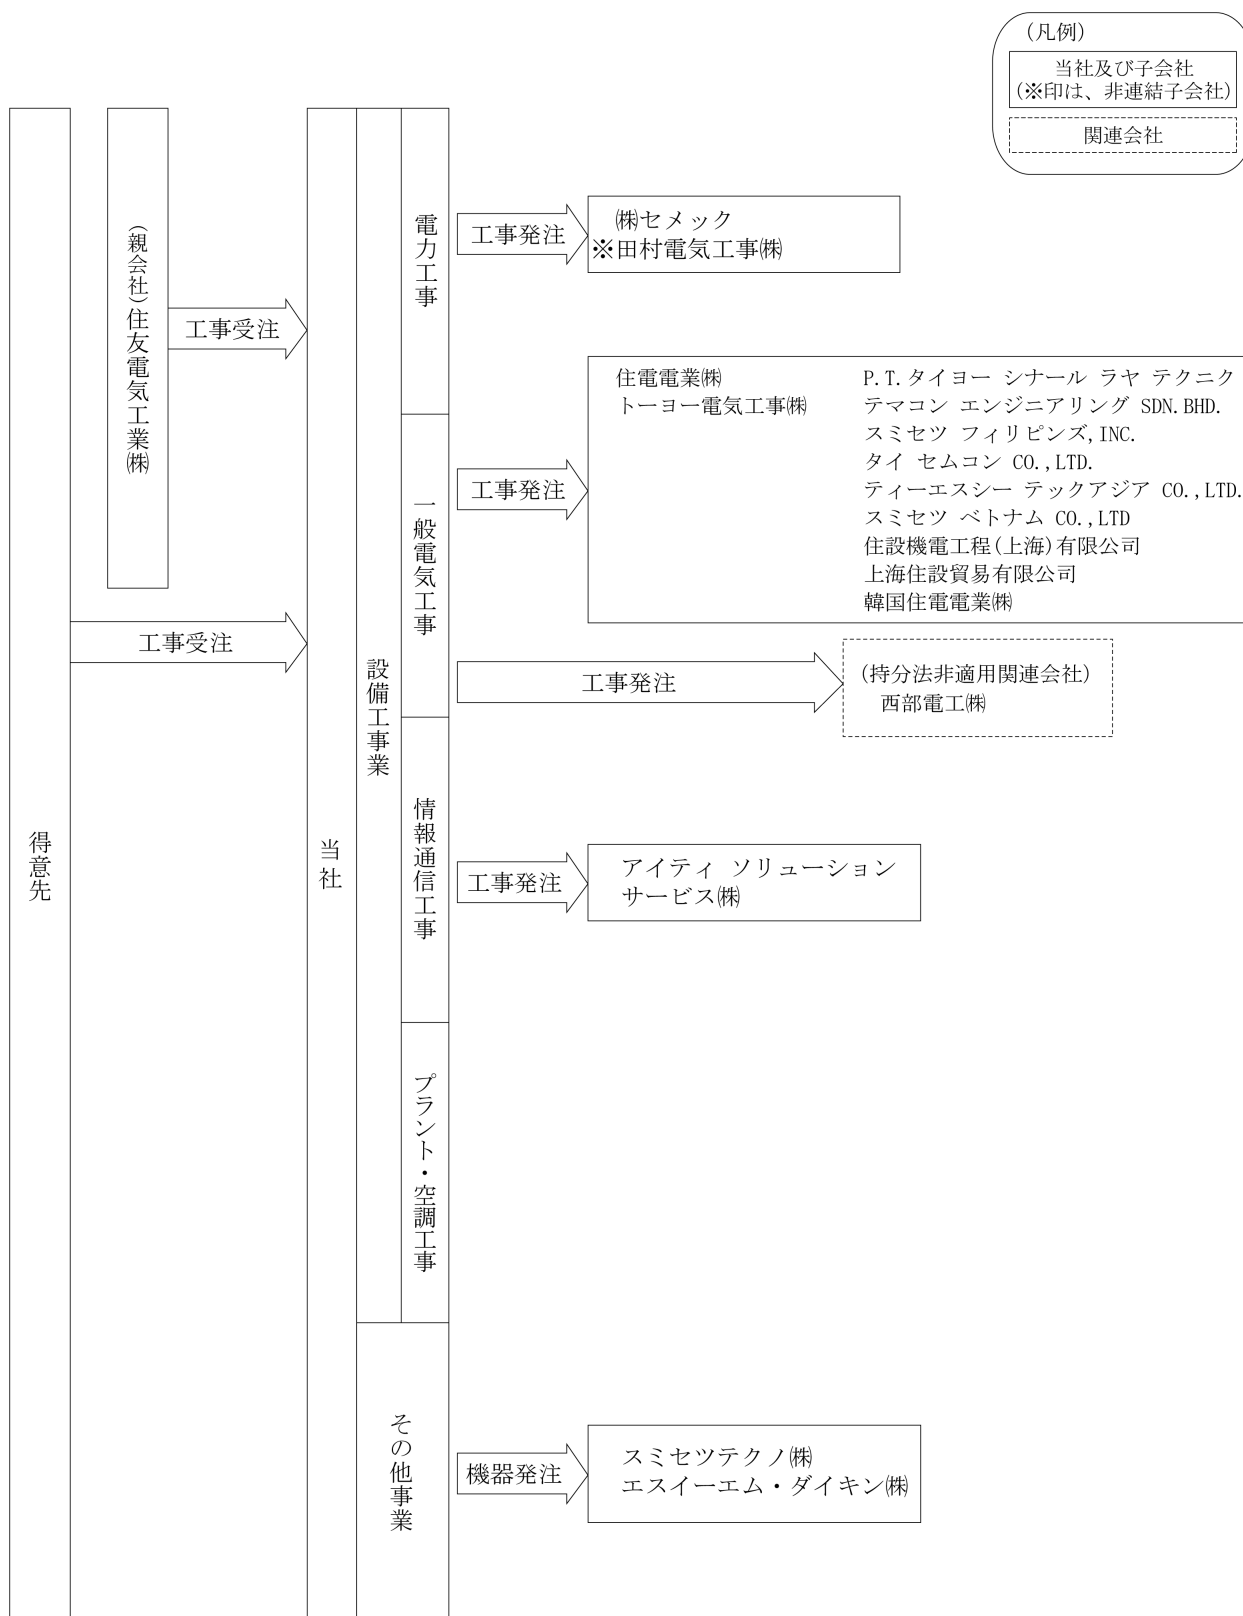 (凡例)
当社及び子会社
(※印は、非連結子会社)
関連会社
得意先
(親会社)住友電気工業㈱
工事受注
工事受注
当社
設備工事業
電力工事
工事発注
㈱セメック
※田村電気工事㈱
一般電気工事
工事発注
住電電業㈱
トーヨー電気工事㈱
P.T.タイヨー シナール ラヤ テクニク
テマコン エンジニアリング SDN.BHD.
スミセツ フィリピンズ,INC.
タイ セムコン CO.,LTD.
ティーエスシー テックアジア CO.,LTD.
スミセツ ベトナム CO.,LTD
住設機電工程(上海)有限公司
上海住設貿易有限公司
韓国住電電業㈱
工事発注
(持分法非適用関連会社)
西部電工㈱
情報通信工事
工事発注
アイティ ソリューション
サービス㈱
プラント・空調工事
その他事業
機器発注
スミセツテクノ㈱
エスイーエム・ダイキン㈱